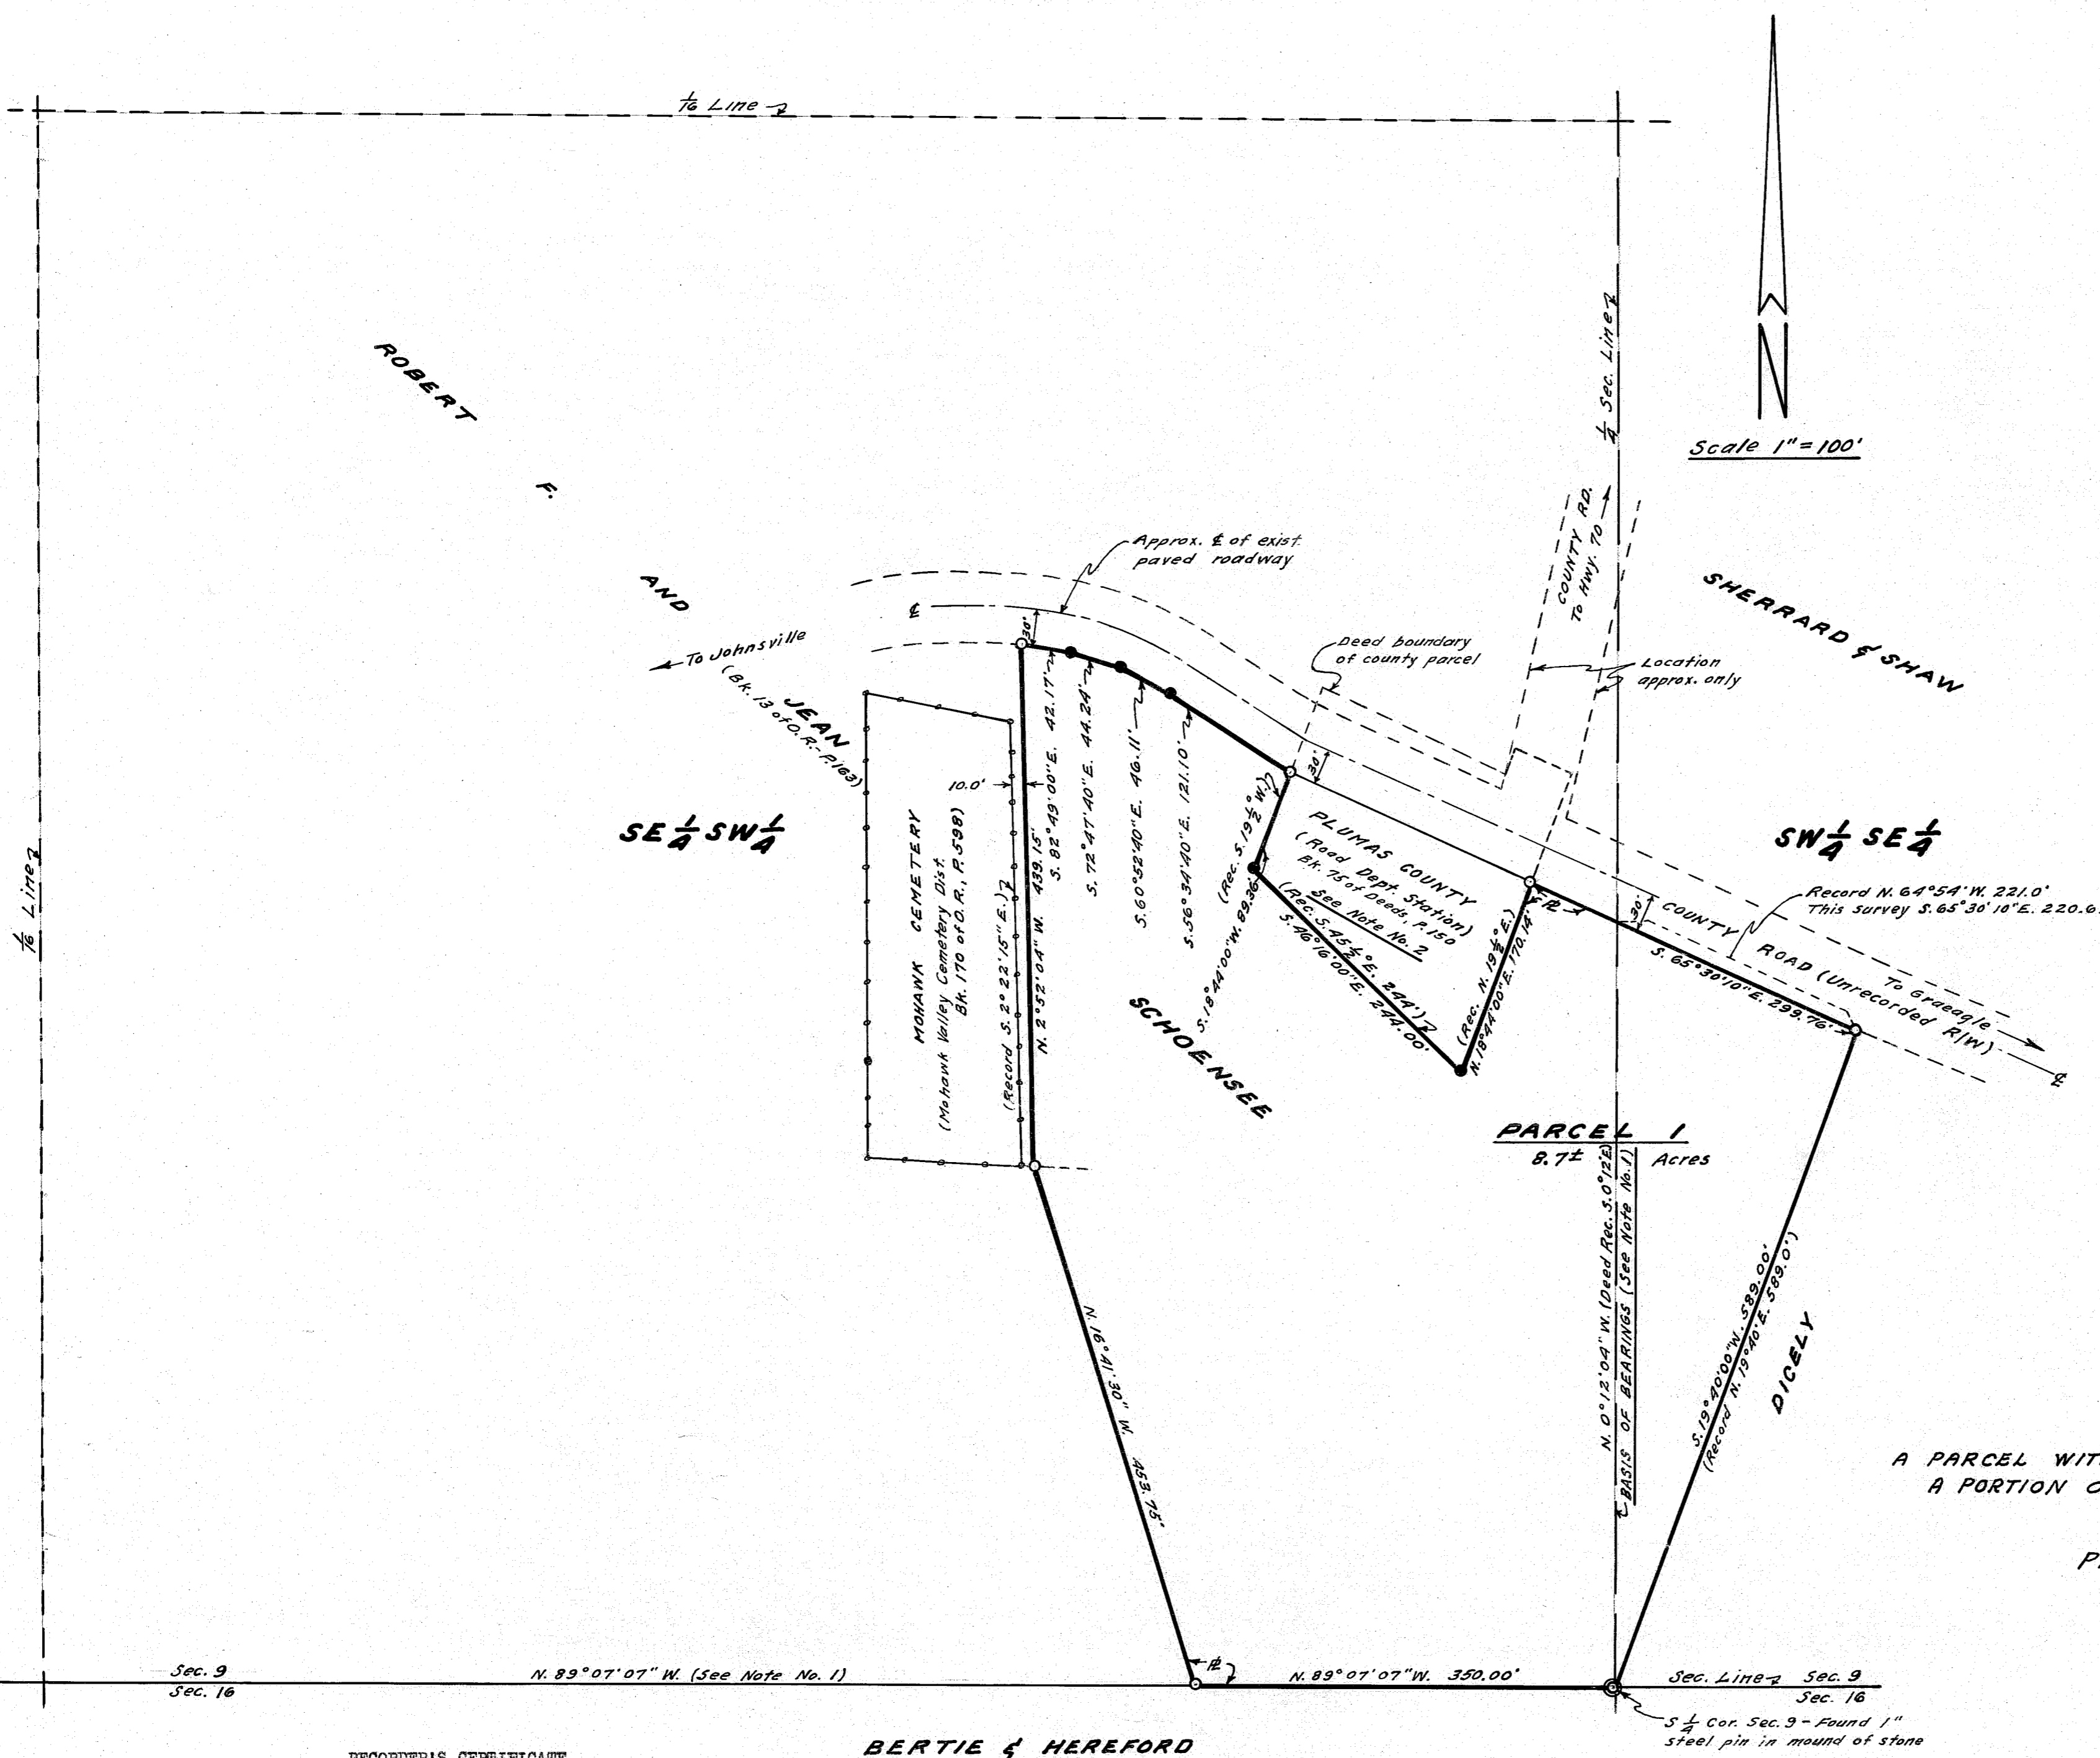 1/16 Line
1/4 Sec. Line
Scale 1"=100'
ROBERT
F.
AND
JEAN
(Bk. 13 of O.R.- P.163)
SCHOENSEE
To Johnsville
Approx. ℄ of exist.
paved roadway
℄
30'
Deed boundary
of county parcel
COUNTY RD.
To Hwy. 70
Location
approx. only
SHERRARD & SHAW
SE 1/4 SW 1/4
SW 1/4 SE 1/4
1/16 Line
10.0'
MOHAWK CEMETERY
(Mohawk Valley Cemetery Dist.
Bk. 170 of O.R., P.598)
(Record S. 2° 22' 15" E.)
N. 2° 52' 04" W. 439.15'
S. 82° 49' 00" E. 42.17'
S. 72° 47' 40" E. 44.24'
S. 60° 52' 40" E. 46.11'
S. 56° 34' 40" E. 121.10'
(Rec. S. 19 1/2° W.)
S. 18° 44' 00" W. 89.36'
30'
PLUMAS COUNTY
(Road Dept. Station)
Bk. 75 of Deeds, P.150
See Note No. 2
(Rec. S. 45 1/2° E. 244')
S. 46° 16' 00" E. 244.00'
(Rec. N. 19 1/2° E.)
N. 18° 44' 00" E. 170.14'
PL
30'
COUNTY ROAD (Unrecorded R/W)
To Graeagle
℄
Record N. 64° 54' W. 221.0'
This survey S. 65° 30' 10" E. 220.6
S. 65° 30' 10" E. 299.76'
PARCEL 1
8.7± Acres
N. 0° 12' 04" W. (Deed Rec. S. 0° 12' E)
BASIS OF BEARINGS (See Note No. 1)
S. 19° 40' 00" W. 589.00'
(Record N. 19° 40' E. 589.0')
DICELY
N. 16° 41' 30" W. 453.75'
A PARCEL WIT
A PORTION
P
Sec. 9
Sec. 16
N. 89° 07' 07" W. (See Note No. 1)
PL
N. 89° 07' 07" W. 350.00'
Sec. Line
Sec. 9
Sec. 16
S 1/4 Cor. Sec. 9 - Found 1"
steel pin in mound of stone
BERTIE & HEREFORD
RECORDER'S CERTIFICATE